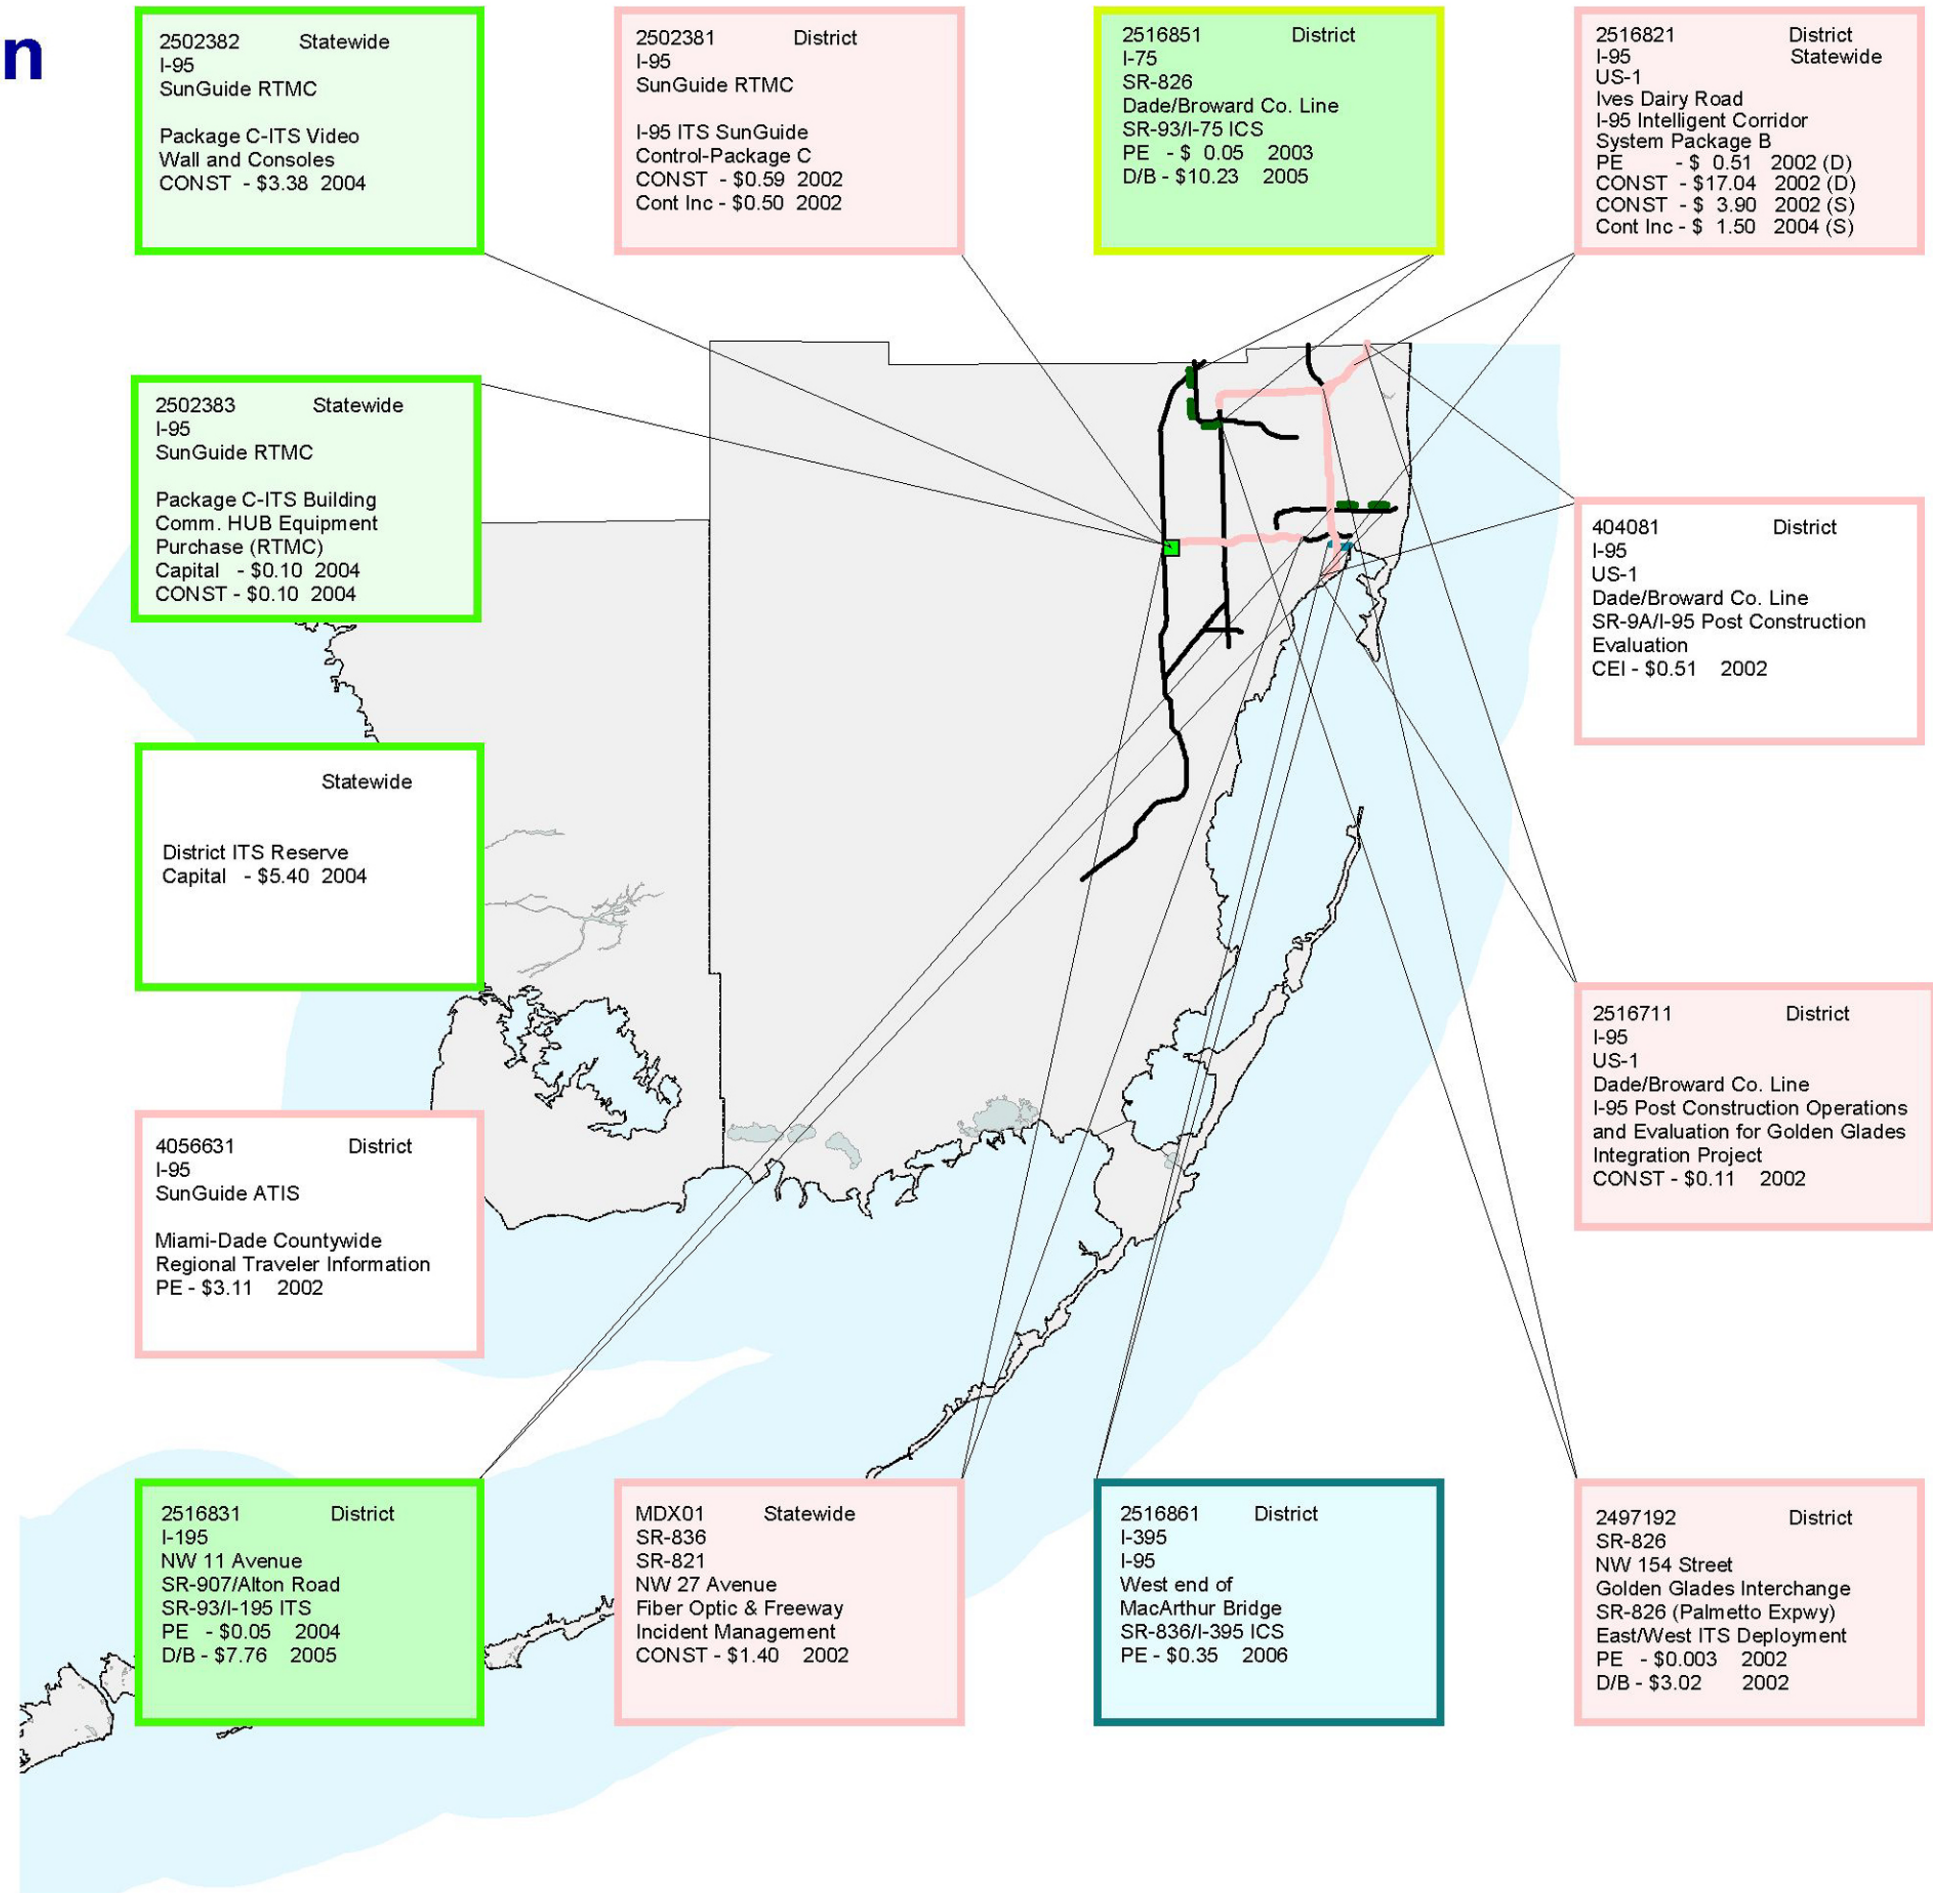 n
2502382 Statewide
I-95
SunGuide RTMC
Package C-ITS Video
Wall and Consoles
CONST - $3.38 2004
2502381 District
I-95
SunGuide RTMC
I-95 ITS SunGuide
Control-Package C
CONST - $0.59 2002
Cont Inc - $0.50 2002
2516851 District
I-75
SR-826
Dade/Broward Co. Line
SR-93/I-75 ICS
PE - $ 0.05 2003
D/B - $10.23 2005
2516821 District
I-95 Statewide
US-1
Ives Dairy Road
I-95 Intelligent Corridor
System Package B
PE - $ 0.51 2002 (D)
CONST - $17.04 2002 (D)
CONST - $ 3.90 2002 (S)
Cont Inc - $ 1.50 2004 (S)
2502383 Statewide
I-95
SunGuide RTMC
Package C-ITS Building
Comm. HUB Equipment
Purchase (RTMC)
Capital - $0.10 2004
CONST - $0.10 2004
404081 District
I-95
US-1
Dade/Broward Co. Line
SR-9A/I-95 Post Construction
Evaluation
CEI - $0.51 2002
Statewide
District ITS Reserve
Capital - $5.40 2004
2516711 District
I-95
US-1
Dade/Broward Co. Line
I-95 Post Construction Operations
and Evaluation for Golden Glades
Integration Project
CONST - $0.11 2002
4056631 District
I-95
SunGuide ATIS
Miami-Dade Countywide
Regional Traveler Information
PE - $3.11 2002
2516831 District
I-195
NW 11 Avenue
SR-907/Alton Road
SR-93/I-195 ITS
PE - $0.05 2004
D/B - $7.76 2005
MDX01 Statewide
SR-836
SR-821
NW 27 Avenue
Fiber Optic & Freeway
Incident Management
CONST - $1.40 2002
2516861 District
I-395
I-95
West end of
MacArthur Bridge
SR-836/I-395 ICS
PE - $0.35 2006
2497192 District
SR-826
NW 154 Street
Golden Glades Interchange
SR-826 (Palmetto Expwy)
East/West ITS Deployment
PE - $0.003 2002
D/B - $3.02 2002